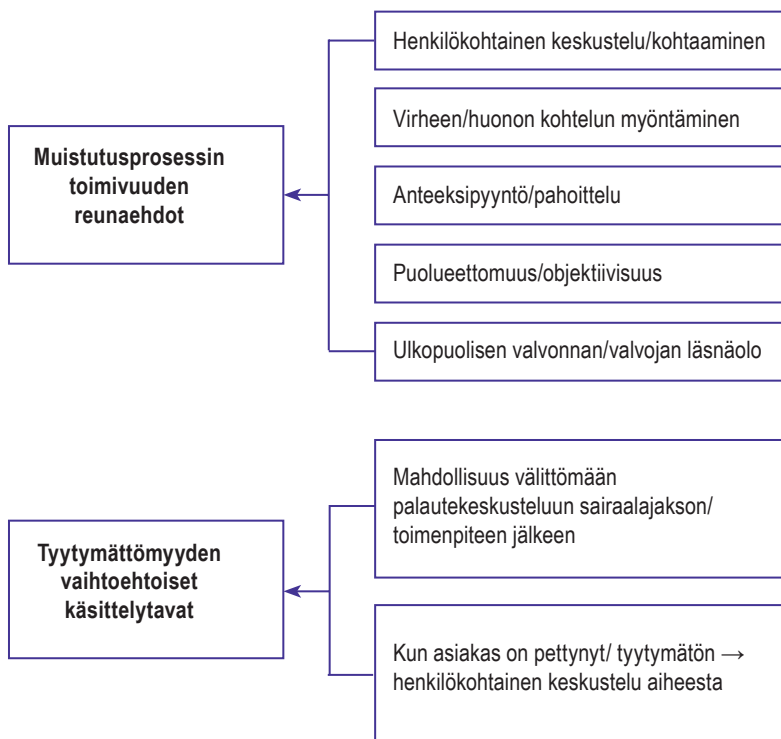 Henkilökohtainen keskustelu/kohtaaminen
Virheen/huonon kohtelun myöntäminen
Muistutusprosessin
toimivuuden
reunaehdot
Anteeksipyyntö/pahoittelu
Puolueettomuus/objektiivisuus
Ulkopuolisen valvonnan/valvojan läsnäolo
Mahdollisuus välittömään
palautekeskusteluun sairaalajakson/
toimenpiteen jälkeen
Tyytymättömyyden
vaihtoehtoiset
käsittelytavat
Kun asiakas on pettynyt/ tyytymätön →
henkilökohtainen keskustelu aiheesta